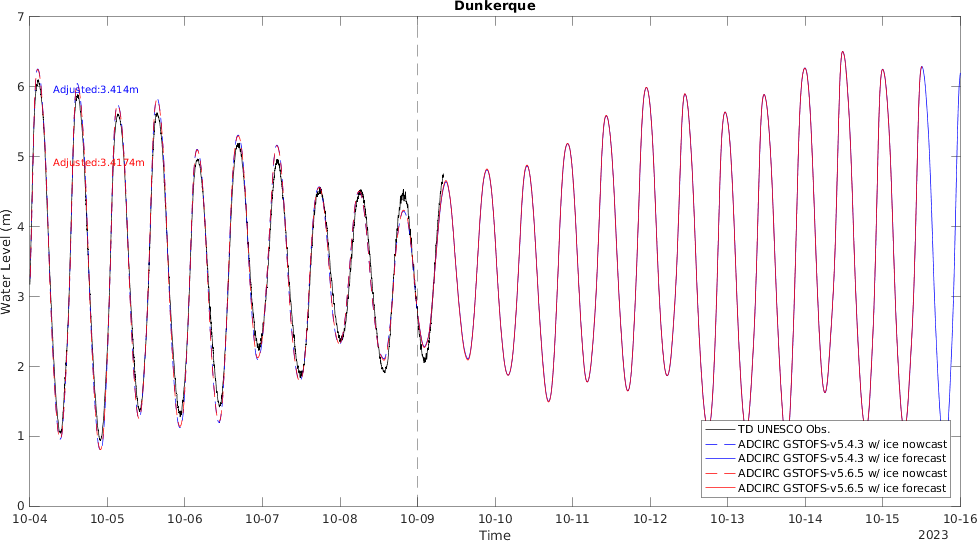 Dunkerque
7
6
5
4
3
2
1
0
Water Level (m)
Adjusted:3.414m
Adjusted:3.4174m
TD UNESCO Obs.
ADCIRC GSTOFS-v5.4.3 w/ ice nowcast
ADCIRC GSTOFS-v5.4.3 w/ ice forecast
ADCIRC GSTOFS-v5.6.5 w/ ice nowcast
ADCIRC GSTOFS-v5.6.5 w/ ice forecast
10-04 10-05 10-06 10-07 10-08 10-09 10-10 10-11 10-12 10-13 10-14 10-15 10-16
Time
2023